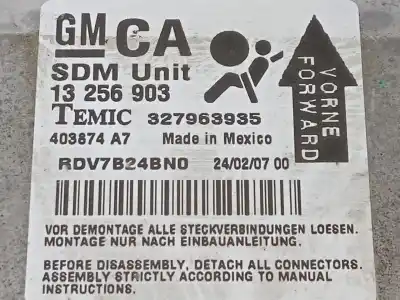 GM CA
SDM Unit
13 256 903
TEMIC 327963935
403874 A7 Made in Mexico
RDV7B24BN0 24/02/07 00
VORNE
FORWARD
VOR DEMONTAGE ALLE STECKVERBINDUNGEN LOESEN.
MONTAGE NUR NACH EINBAUANLEITUNG.
BEFORE DISASSEMBLY, DETACH ALL CONNECTORS.
ASSEMBLY STRICTLY ACCORDING TO MANUAL
INSTRUCTIONS.